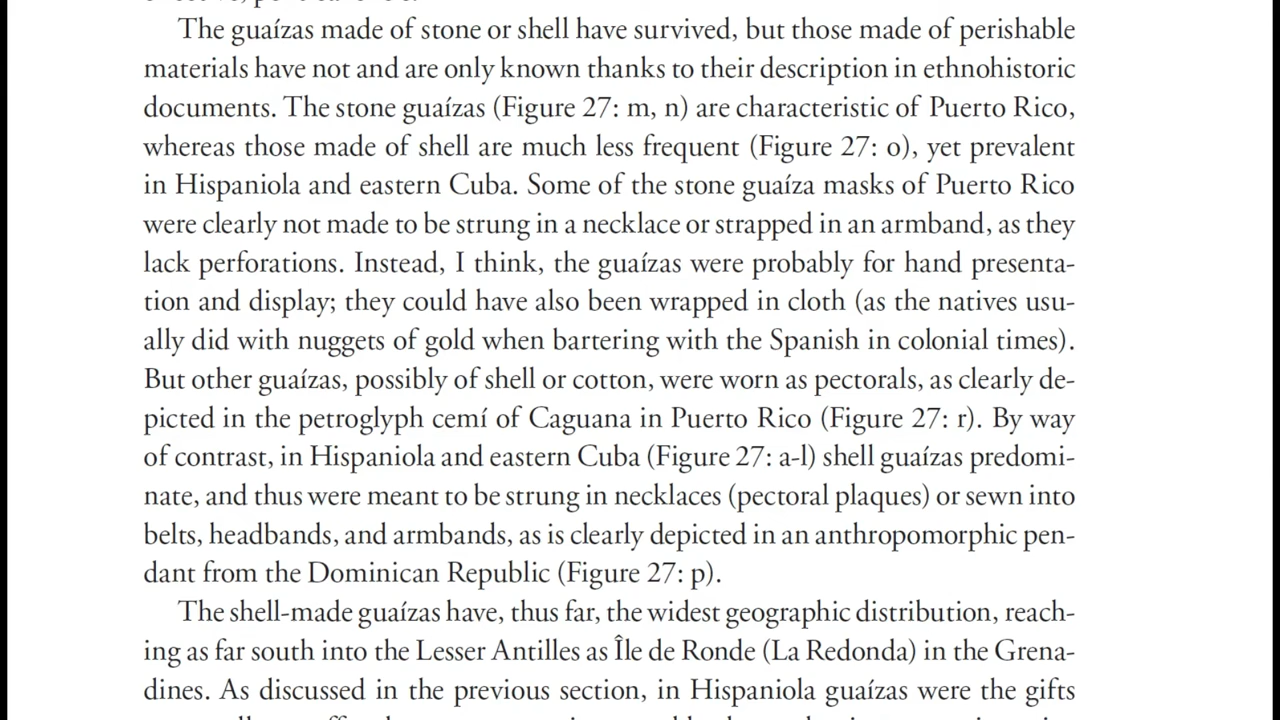 The guaízas made of stone or shell have survived, but those made of perishable
materials have not and are only known thanks to their description in ethnohistoric
documents. The stone guaízas (Figure 27: m, n) are characteristic of Puerto Rico,
whereas those made of shell are much less frequent (Figure 27: o), yet prevalent
in Hispaniola and eastern Cuba. Some of the stone guaíza masks of Puerto Rico
were clearly not made to be strung in a necklace or strapped in an armband, as they
lack perforations. Instead, I think, the guaízas were probably for hand presenta-
tion and display; they could have also been wrapped in cloth (as the natives usu-
ally did with nuggets of gold when bartering with the Spanish in colonial times).
But other guaízas, possibly of shell or cotton, were worn as pectorals, as clearly de-
picted in the petroglyph cemí of Caguana in Puerto Rico (Figure 27: r). By way
of contrast, in Hispaniola and eastern Cuba (Figure 27: a-l) shell guaízas predomi-
nate, and thus were meant to be strung in necklaces (pectoral plaques) or sewn into
belts, headbands, and armbands, as is clearly depicted in an anthropomorphic pen-
dant from the Dominican Republic (Figure 27: p).
The shell-made guaízas have, thus far, the widest geographic distribution, reach-
ing as far south into the Lesser Antilles as Île de Ronde (La Redonda) in the Grena-
dines. As discussed in the previous section, in Hispaniola guaízas were the gifts